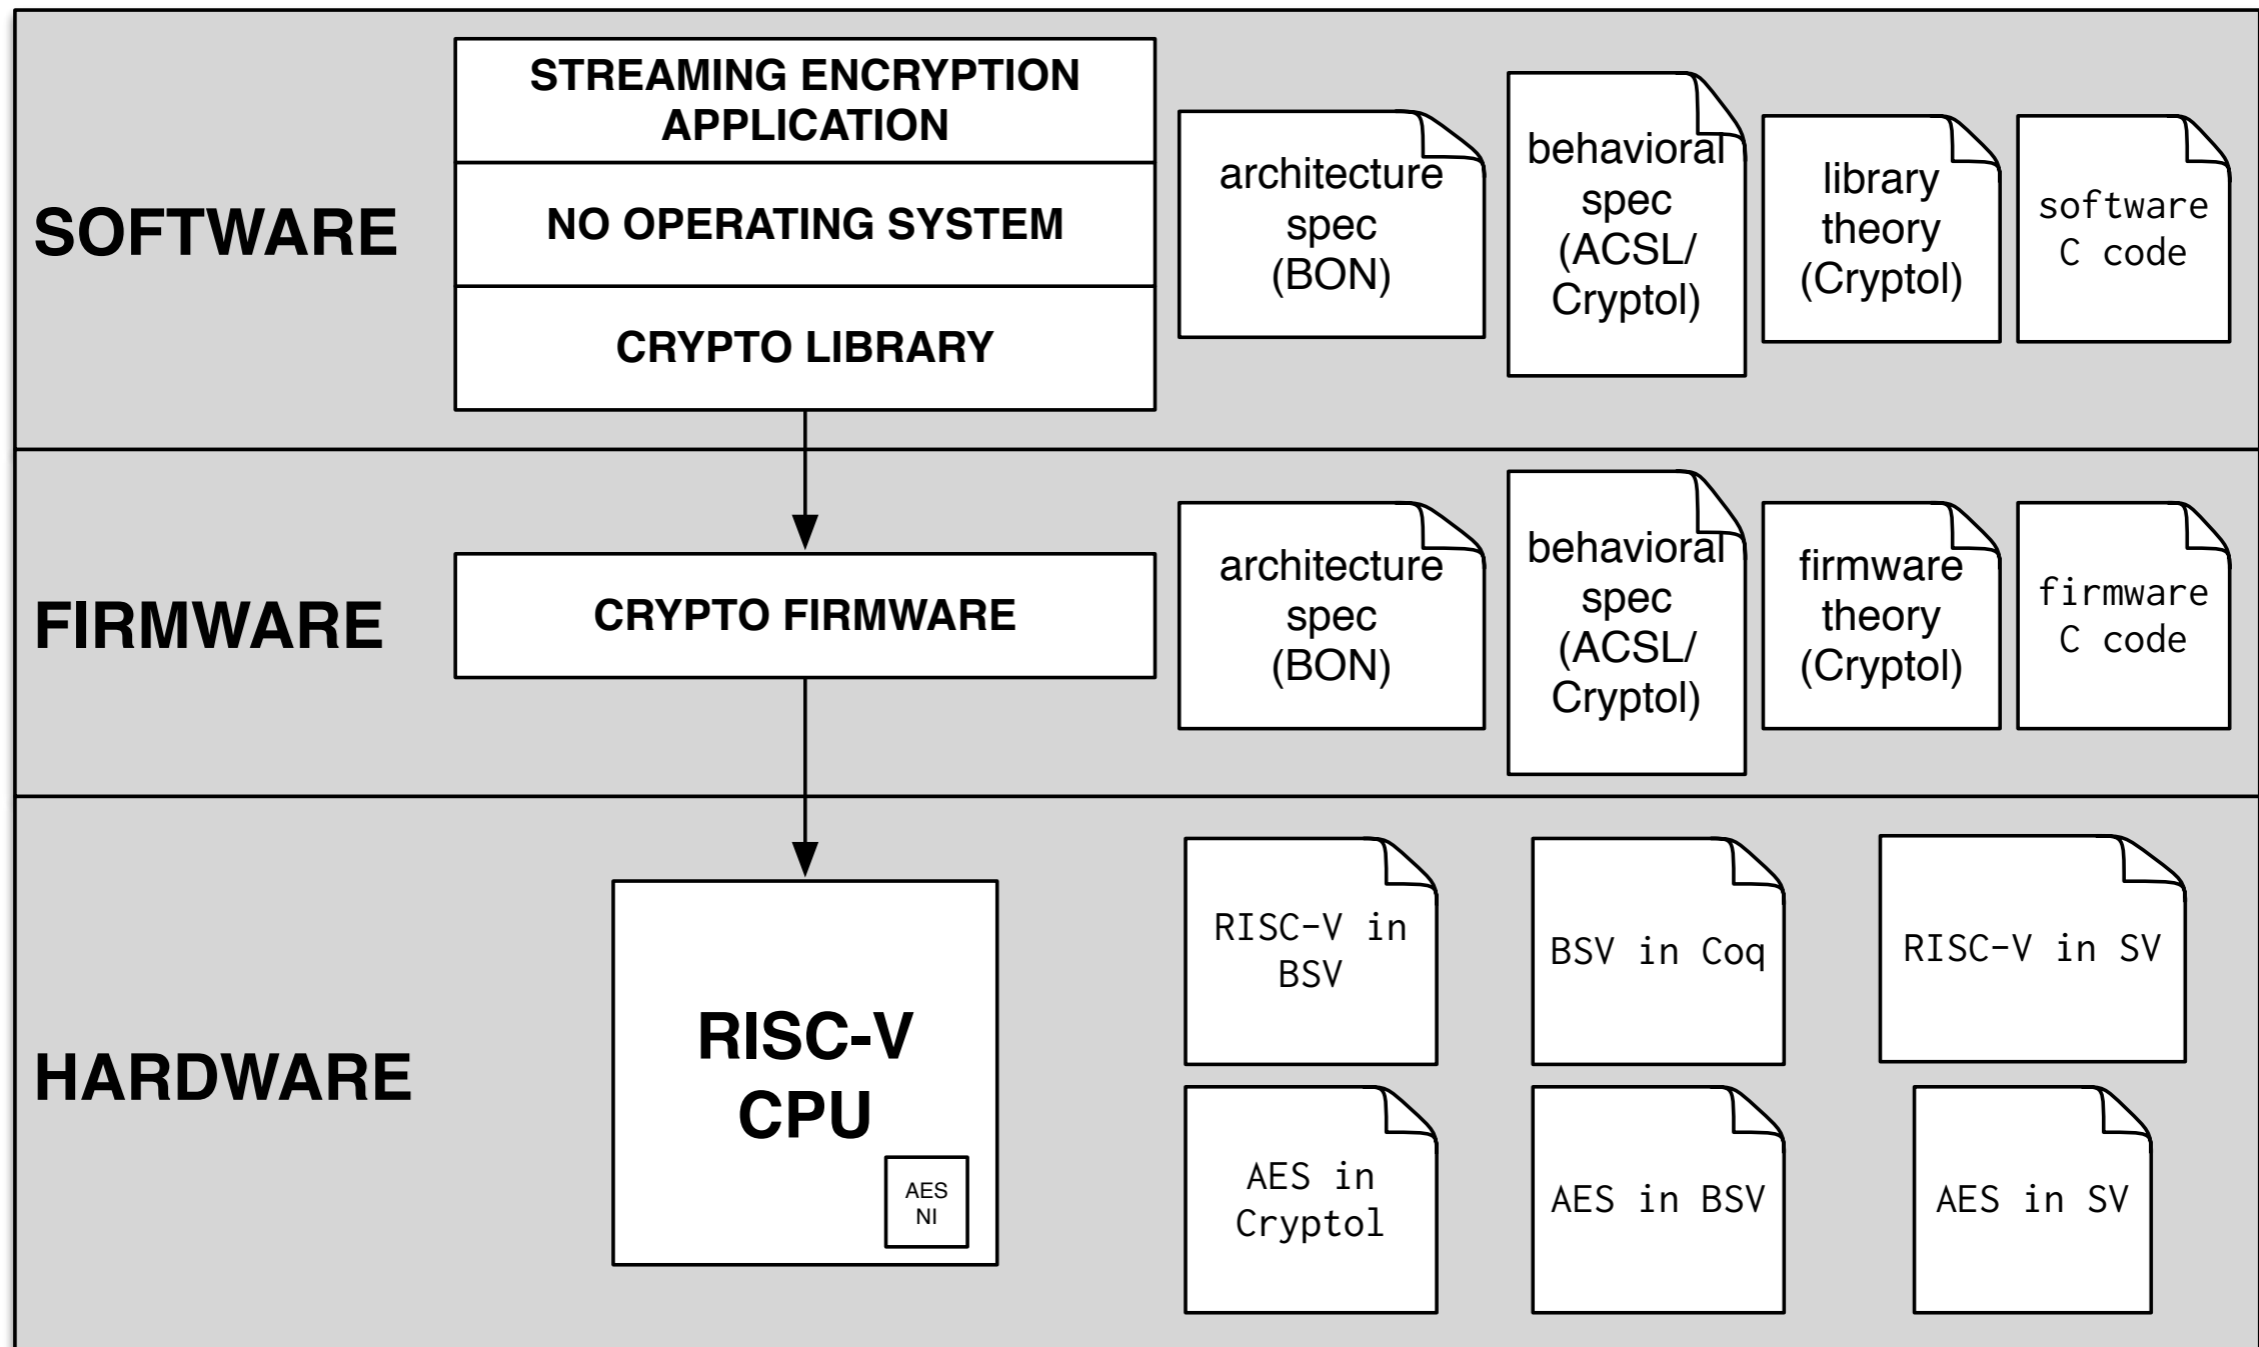 SOFTWARE
STREAMING ENCRYPTION
APPLICATION
NO OPERATING SYSTEM
CRYPTO LIBRARY
architecture
spec
(BON)
behavioral
spec
(ACSL/
Cryptol)
library
theory
(Cryptol)
software
C code
FIRMWARE
CRYPTO FIRMWARE
architecture
spec
(BON)
behavioral
spec
(ACSL/
Cryptol)
firmware
theory
(Cryptol)
firmware
C code
HARDWARE
RISC-V
CPU
AES
NI
RISC-V in
BSV
BSV in Coq
RISC-V in SV
AES in
Cryptol
AES in BSV
AES in SV